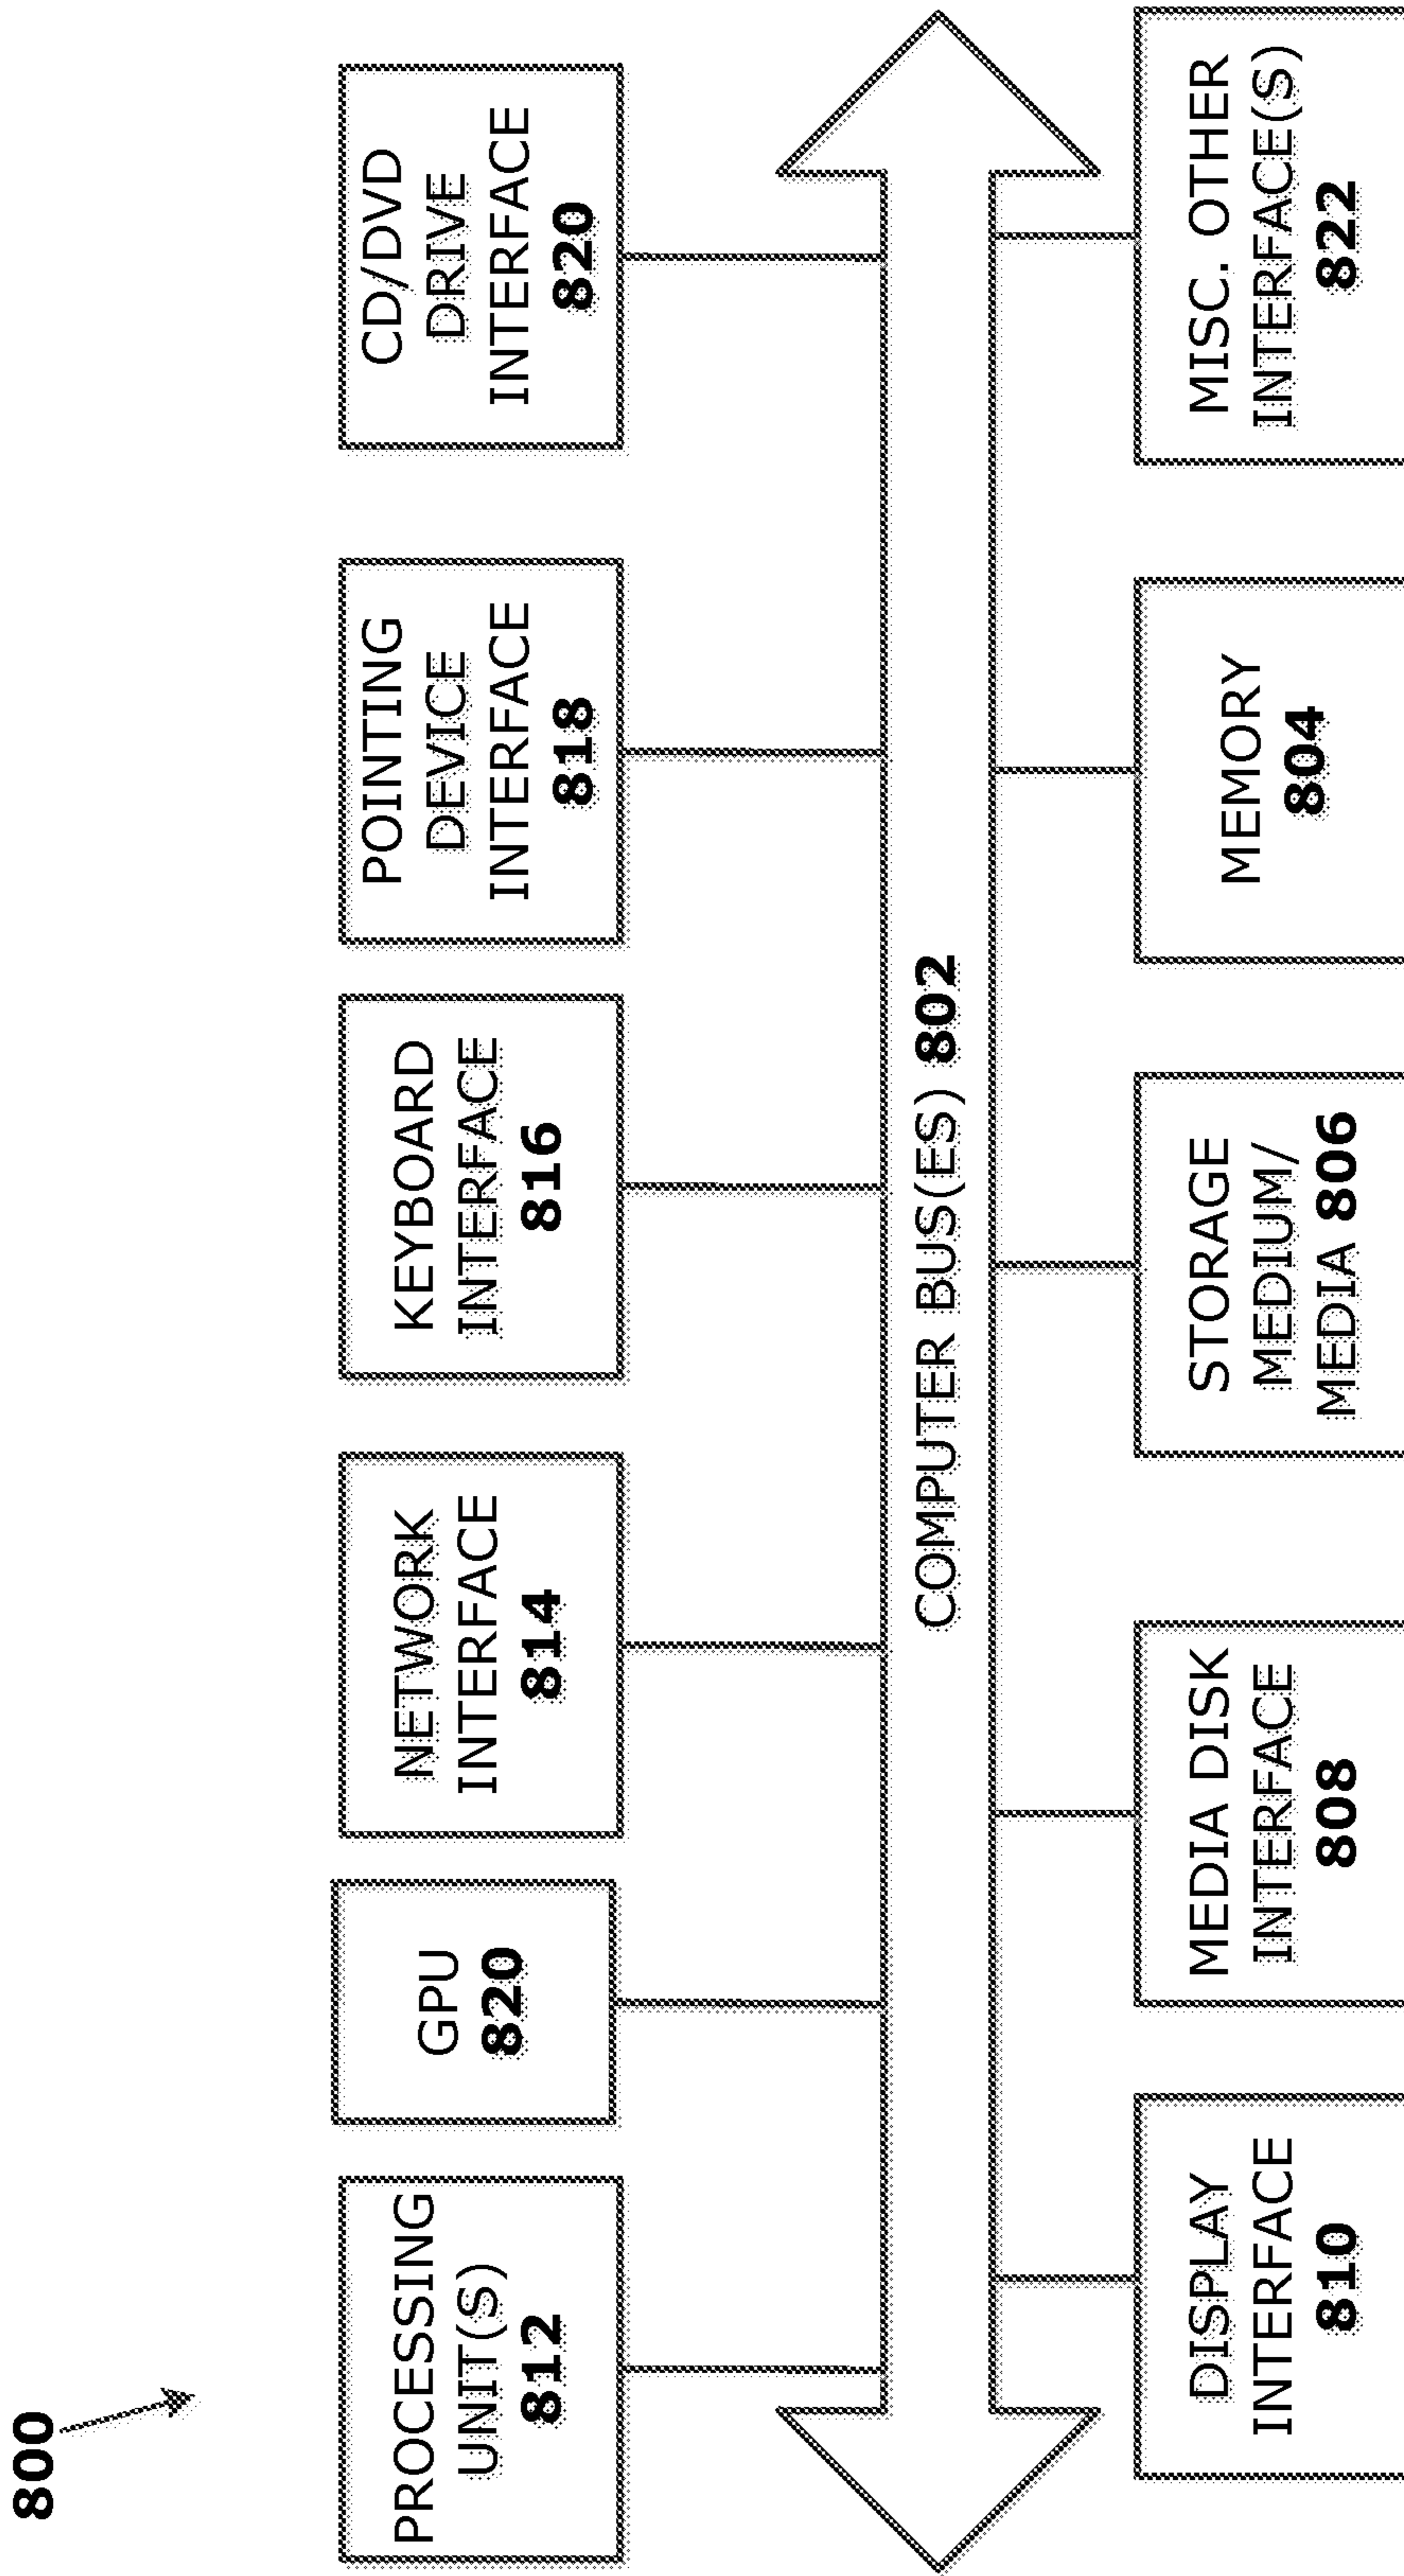 800
PROCESSING
UNIT(S)
812
GPU
820
NETWORK
INTERFACE
814
KEYBOARD
INTERFACE
816
POINTING
DEVICE
INTERFACE
818
CD/DVD
DRIVE
INTERFACE
820
COMPUTER BUS(ES) 802
DISPLAY
INTERFACE
810
MEDIA DISK
INTERFACE
808
STORAGE
MEDIUM/
MEDIA 806
MEMORY
804
MISC. OTHER
INTERFACE(S)
822